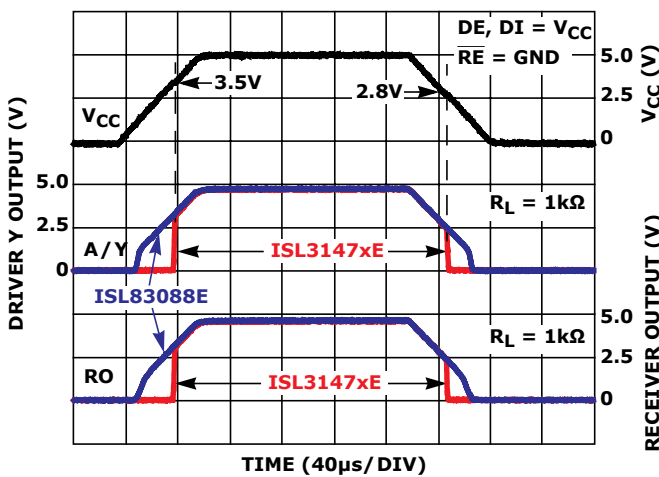 DE, DI = VCC
RE = GND
5.0
3.5V
2.8V
2.5
VCC
0
VCC (V)
DRIVER Y OUTPUT (V)
5.0
RL = 1kΩ
2.5
A/Y
ISL3147xE
0
ISL83088E
5.0
RL = 1kΩ
2.5
RO
ISL3147xE
0
RECEIVER OUTPUT (V)
TIME (40µs/DIV)